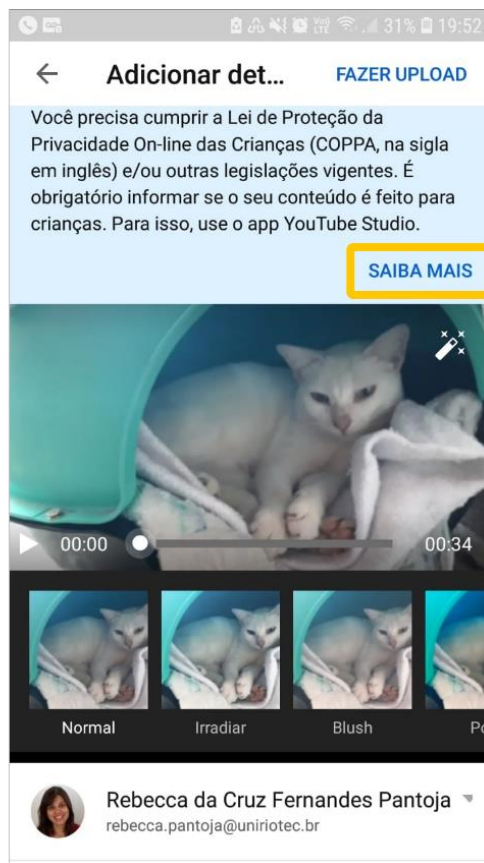 31% 19:52
Adicionar det... FAZER UPLOAD
Você precisa cumprir a Lei de Proteção da
Privacidade On-line das Crianças (COPPA, na sigla
em inglês) e/ou outras legislações vigentes. É
obrigatório informar se o seu conteúdo é feito para
crianças. Para isso, use o app YouTube Studio.
SAIBA MAIS
00:00 00:34
Normal Irradiar Blush
Rebecca da Cruz Fernandes Pantoja
rebecca.pantoja@uniriotec.br